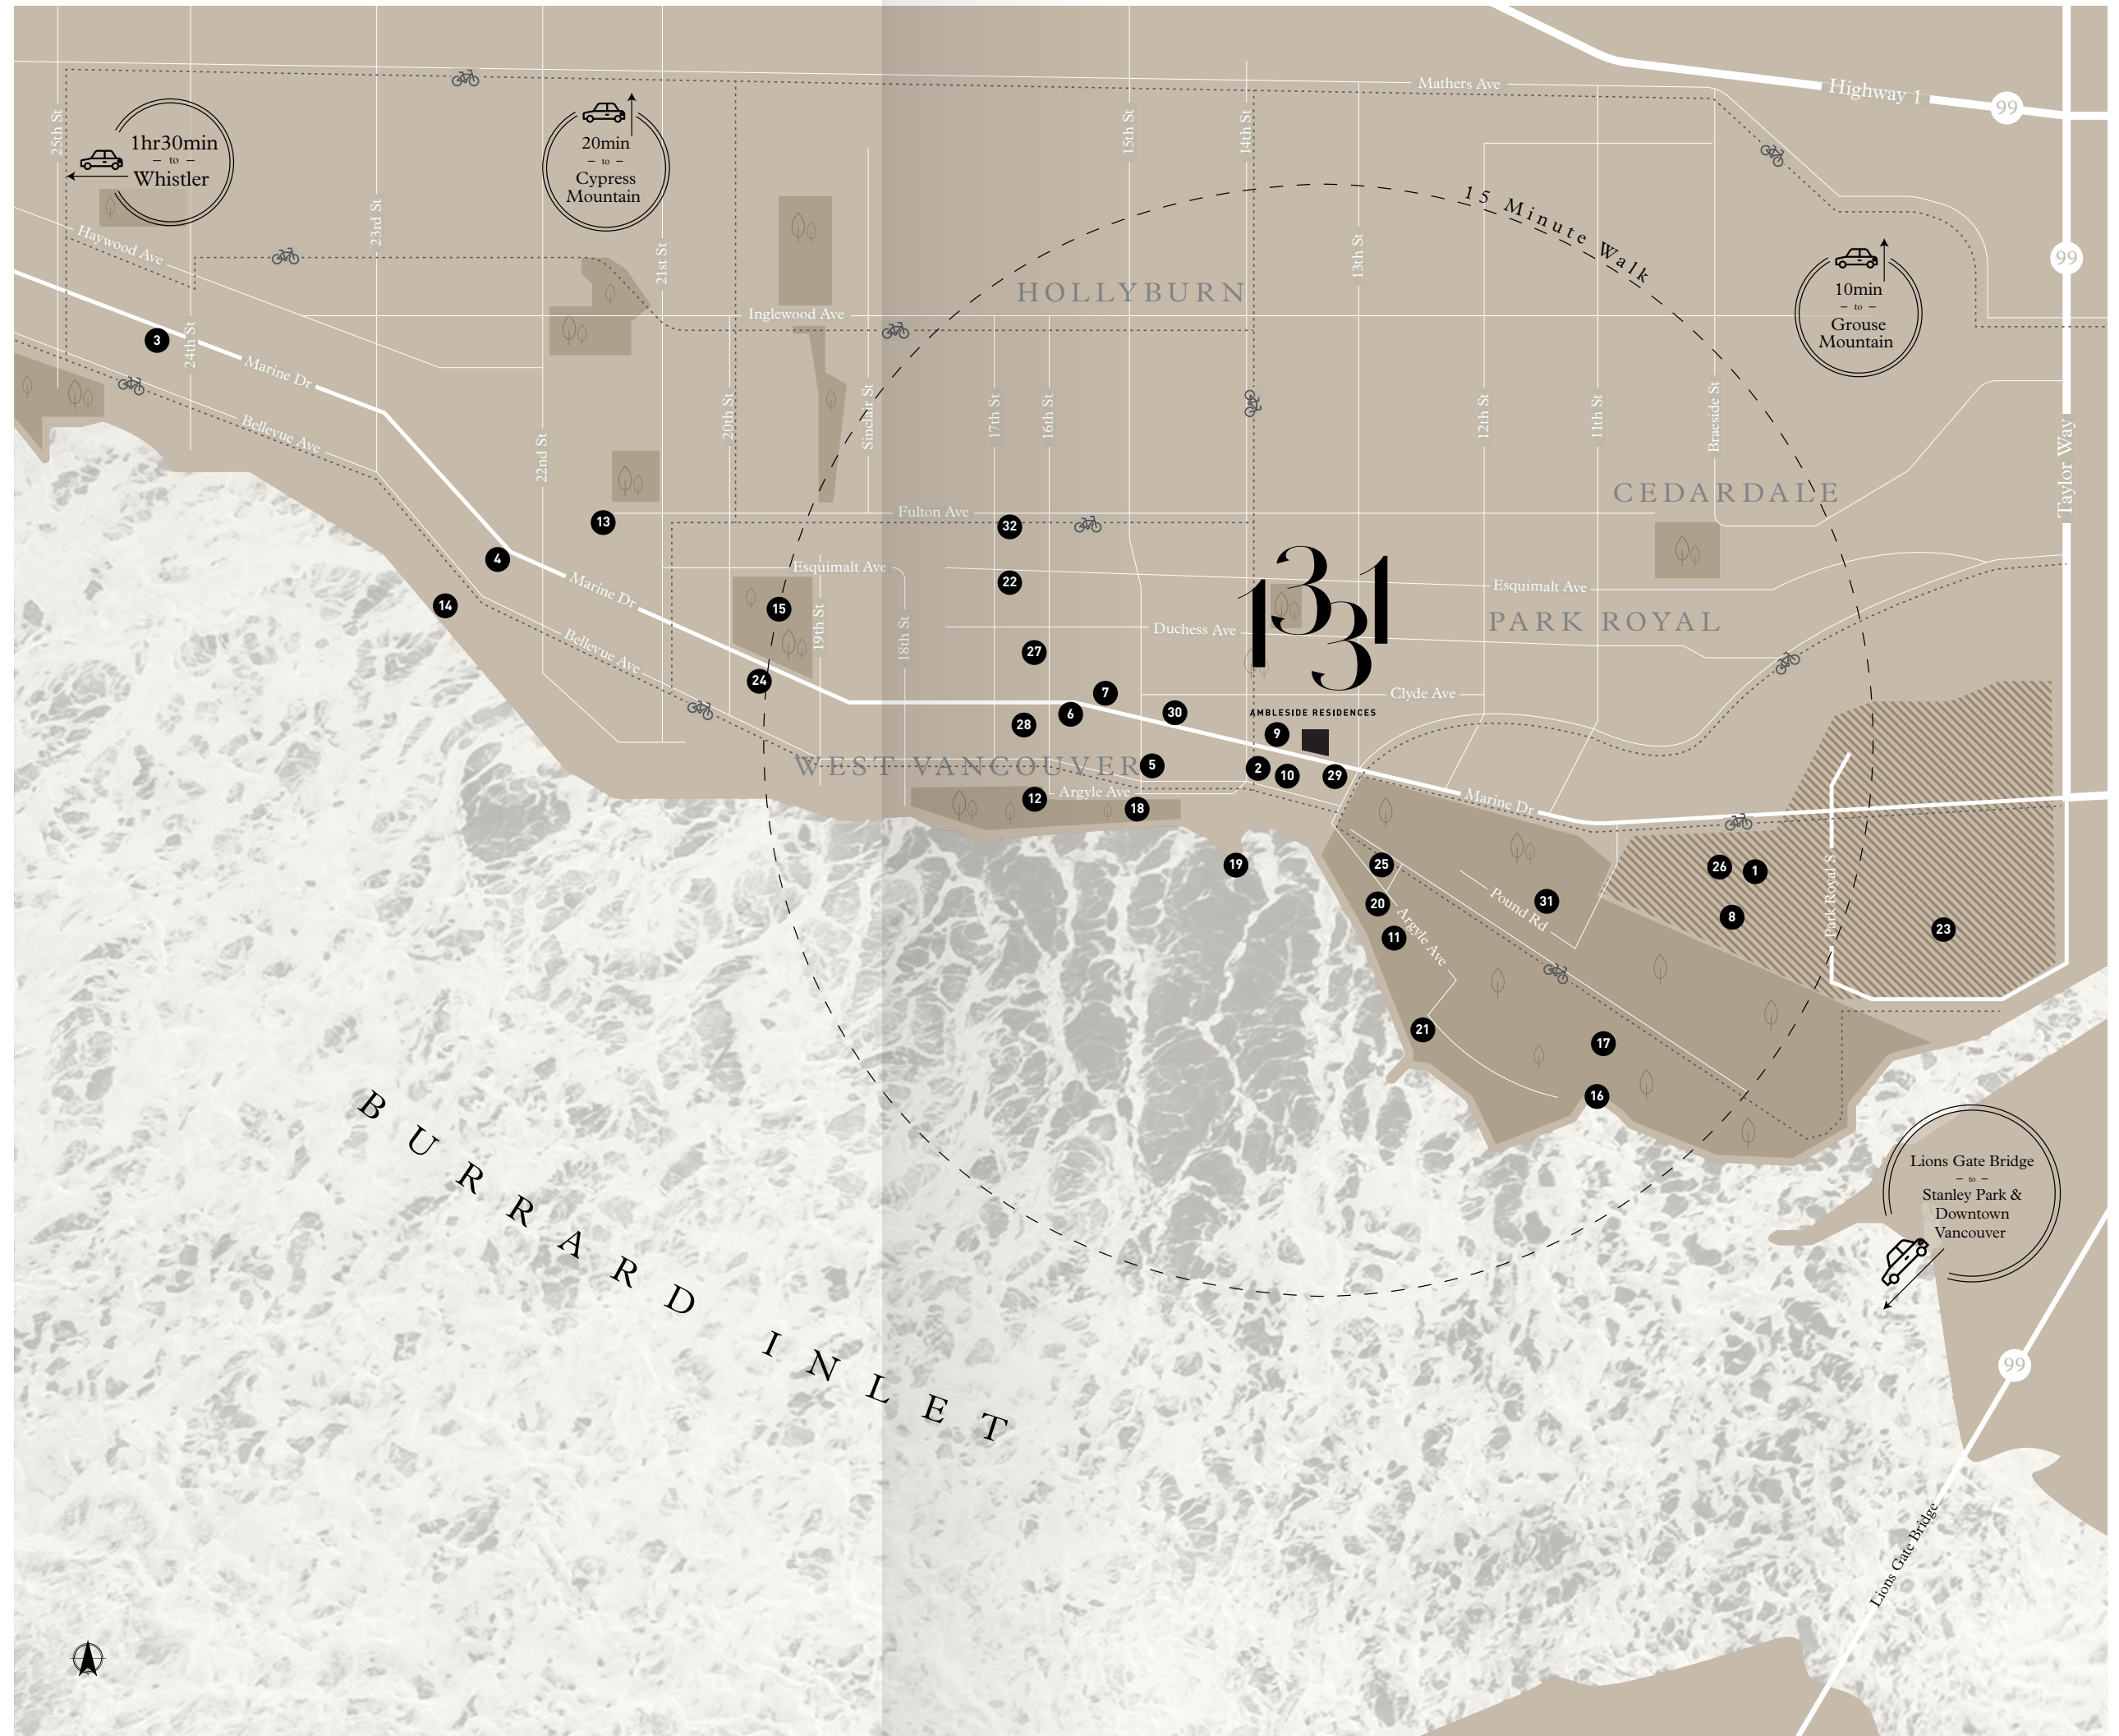 Mathers Ave
Highway 1
99
25th St
1hr30min
– to –
Whistler
20min
– to –
Cypress
Mountain
15th St
14th St
15 Minute Walk
23rd St
21st St
13th St
Haywood Ave
99
10min
– to –
Grouse
Mountain
HOLLYBURN
Inglewood Ave
3
24th St
Marine Dr
Bellevue Ave
22nd St
20th St
Sinclair St
17th St
16th St
12th St
11th St
Braeside St
Taylor Way
CEDARDALE
13
Fulton Ave
32
4
Marine Dr
Esquimalt Ave
22
Esquimalt Ave
14
15
19th St
18th St
Duchess Ave
1331
PARK ROYAL
Bellevue Ave
27
24
7
Clyde Ave
6
30
AMBLESIDE RESIDENCES
28
9
WEST VANCOUVER
5
2
10
29
12
Argyle Ave
18
Marine Dr
19
25
26
1
Park Royal S
20
31
Pound Rd
8
11
Argyle Ave
23
21
17
16
BURRARD INLET
Lions Gate Bridge
– to –
Stanley Park &
Downtown
Vancouver
99
Lions Gate Bridge